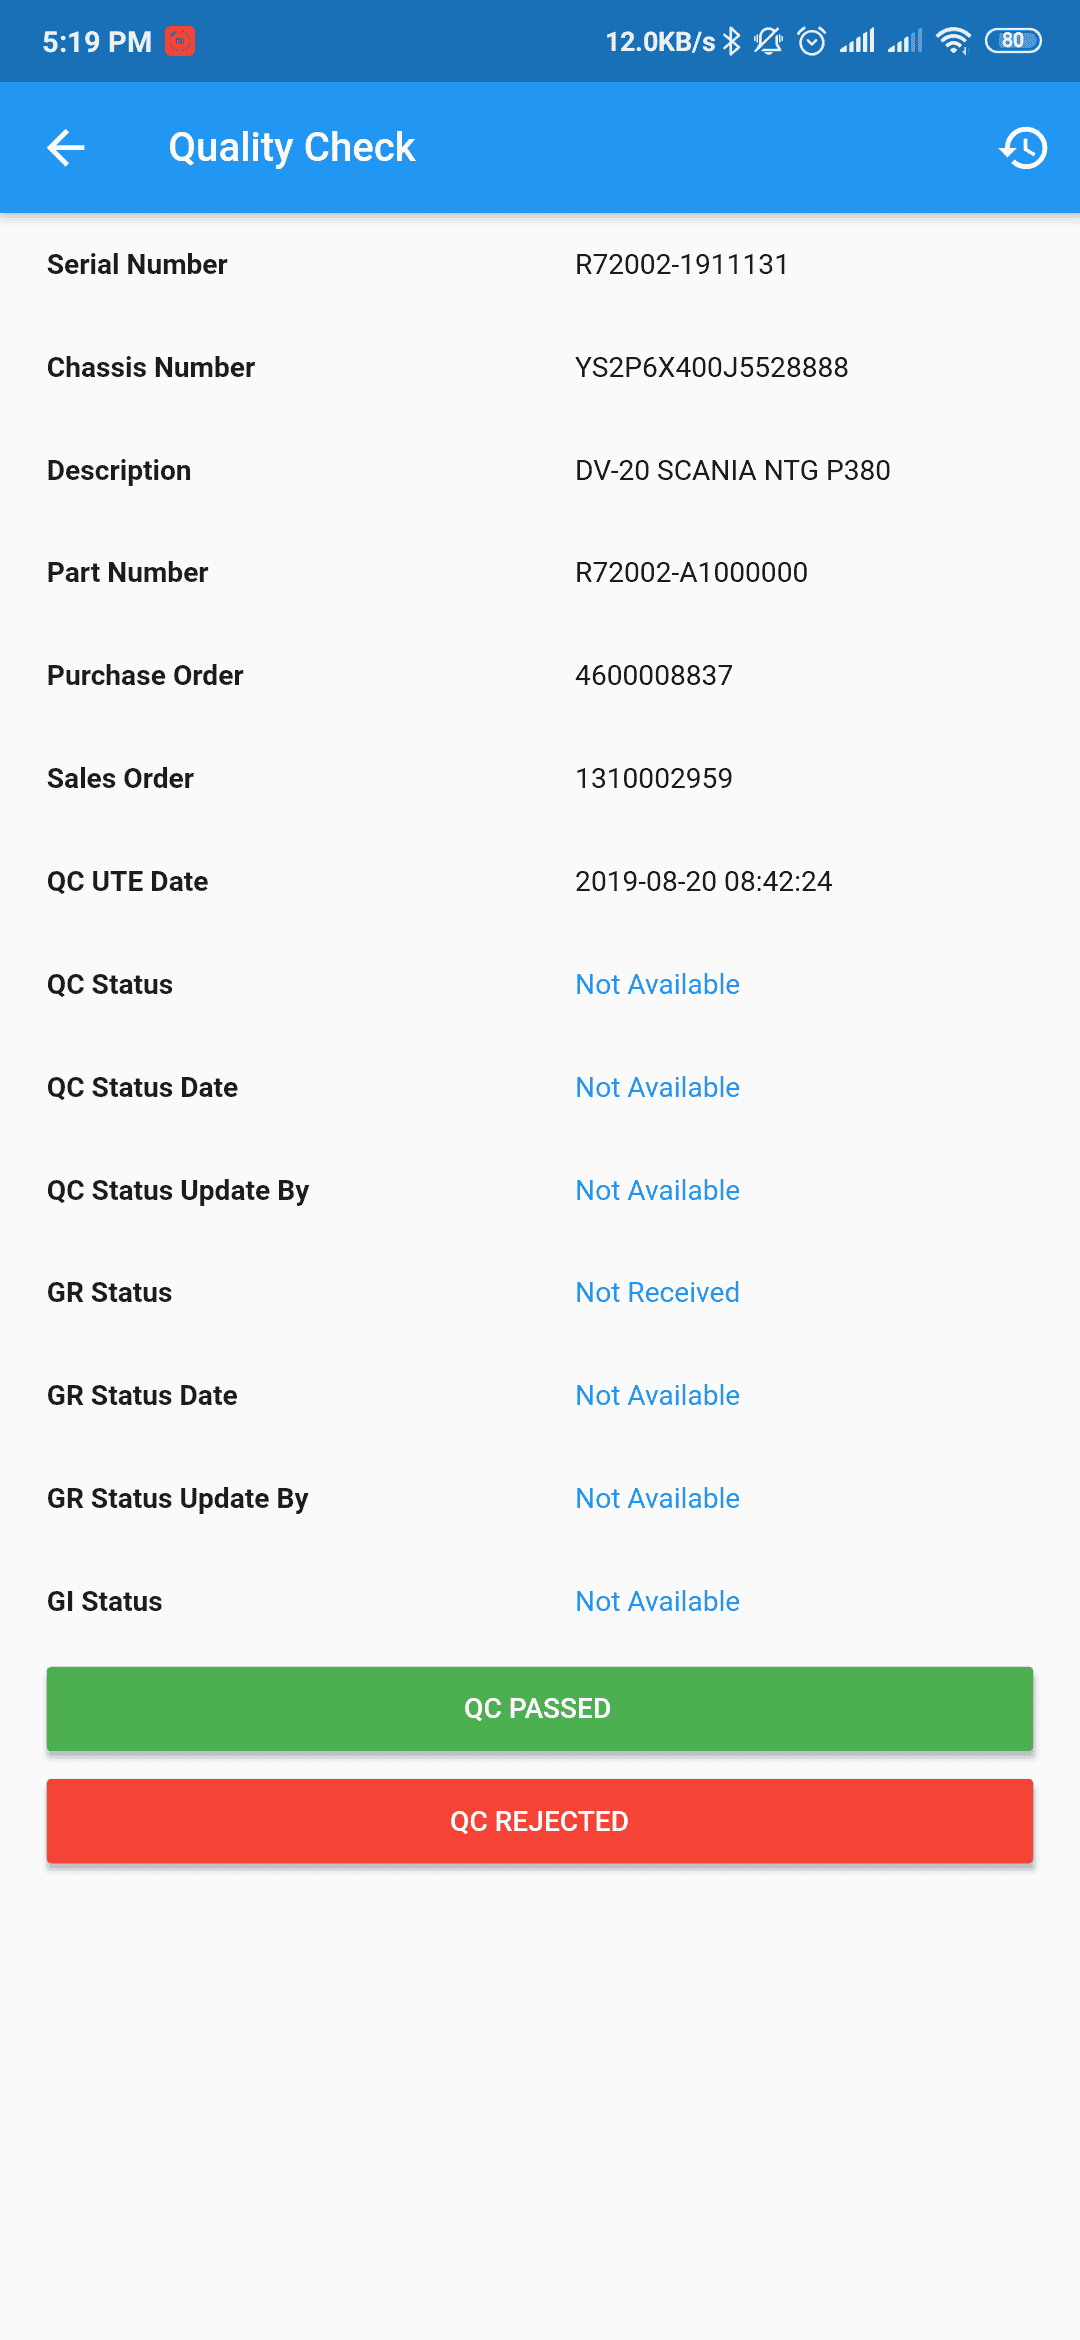 5:19 PM 12.0KB/s 80
Quality Check
Serial Number R72002-1911131
Chassis Number YS2P6X400J5528888
Description DV-20 SCANIA NTG P380
Part Number R72002-A1000000
Purchase Order 4600008837
Sales Order 1310002959
QC UTE Date 2019-08-20 08:42:24
QC Status Not Available
QC Status Date Not Available
QC Status Update By Not Available
GR Status Not Received
GR Status Date Not Available
GR Status Update By Not Available
GI Status Not Available
QC PASSED
QC REJECTED